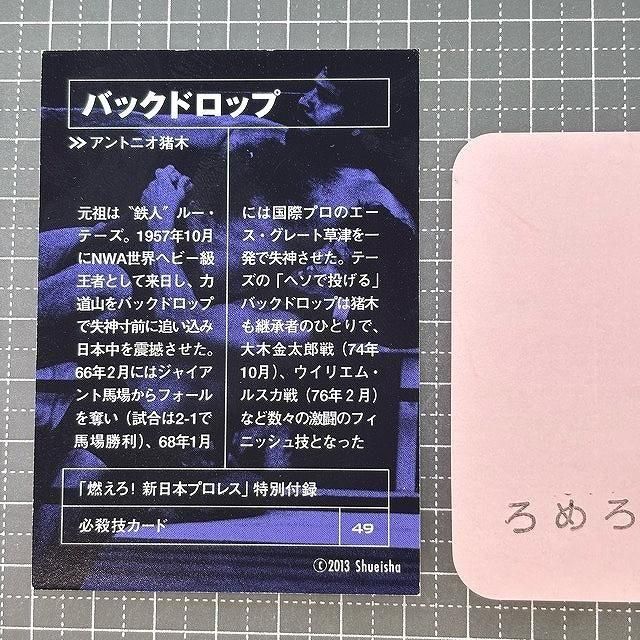 バックドロップ
アントニオ猪木
元祖は〝鉄人〟ルー・
テーズ。1957年10月
にNWA世界ヘビー級
王者として来日し、力
道山をバックドロップ
で失神寸前に追い込み
日本中を震撼させた。
66年2月にはジャイア
ント馬場からフォール
を奪い（試合は2-1で
馬場勝利）、68年1月
には国際プロのエー
ス・グレート草津を一
発で失神させた。テー
ズの「ヘソで投げる」
バックドロップは猪木
も継承者のひとりで、
大木金太郎戦（74年
10月）、ウイリエム・
ルスカ戦（76年2月）
など数々の激闘のフィ
ニッシュ技となった
「燃えろ！新日本プロレス」特別付録
必殺技カード 49
©2013 Shueisha
ろめろ